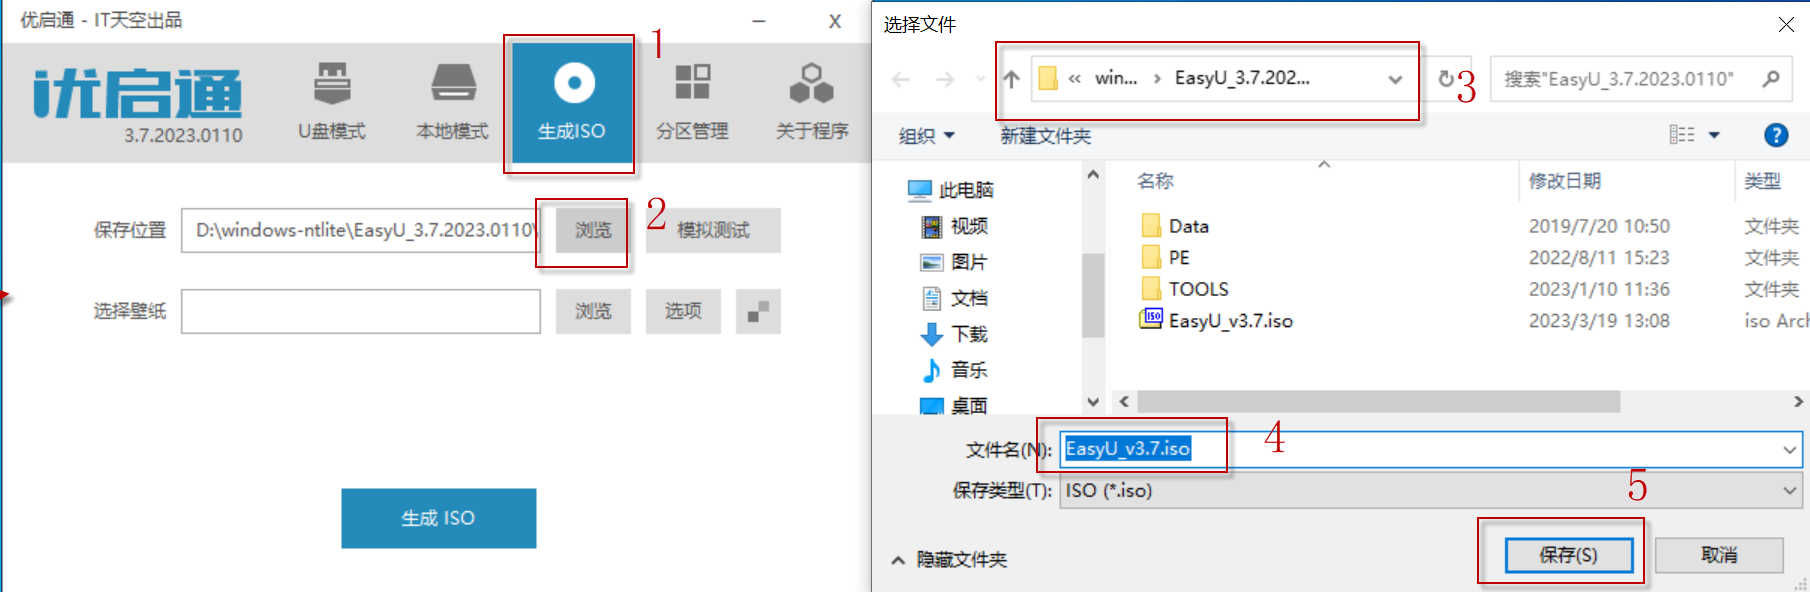 优启通 - IT天空出品
优启通
3.7.2023.0110
U盘模式
本地模式
生成ISO
1
分区管理
关于程序
保存位置
D:\windows-ntlite\EasyU_3.7.2023.0110\
浏览
2
模拟测试
选择壁纸
浏览
选项
生成 ISO
选择文件
« win... › EasyU_3.7.202...
3
搜索"EasyU_3.7.2023.0110"
组织
新建文件夹
此电脑
视频
图片
文档
下载
音乐
桌面
名称 修改日期 类型
Data 2019/7/20 10:50 文件夹
PE 2022/8/11 15:23 文件夹
TOOLS 2023/1/10 11:36 文件夹
EasyU_v3.7.iso 2023/3/19 13:08 iso Arch
文件名(N): EasyU_v3.7.iso
4
保存类型(T): ISO (*.iso)
5
隐藏文件夹
保存(S)
取消